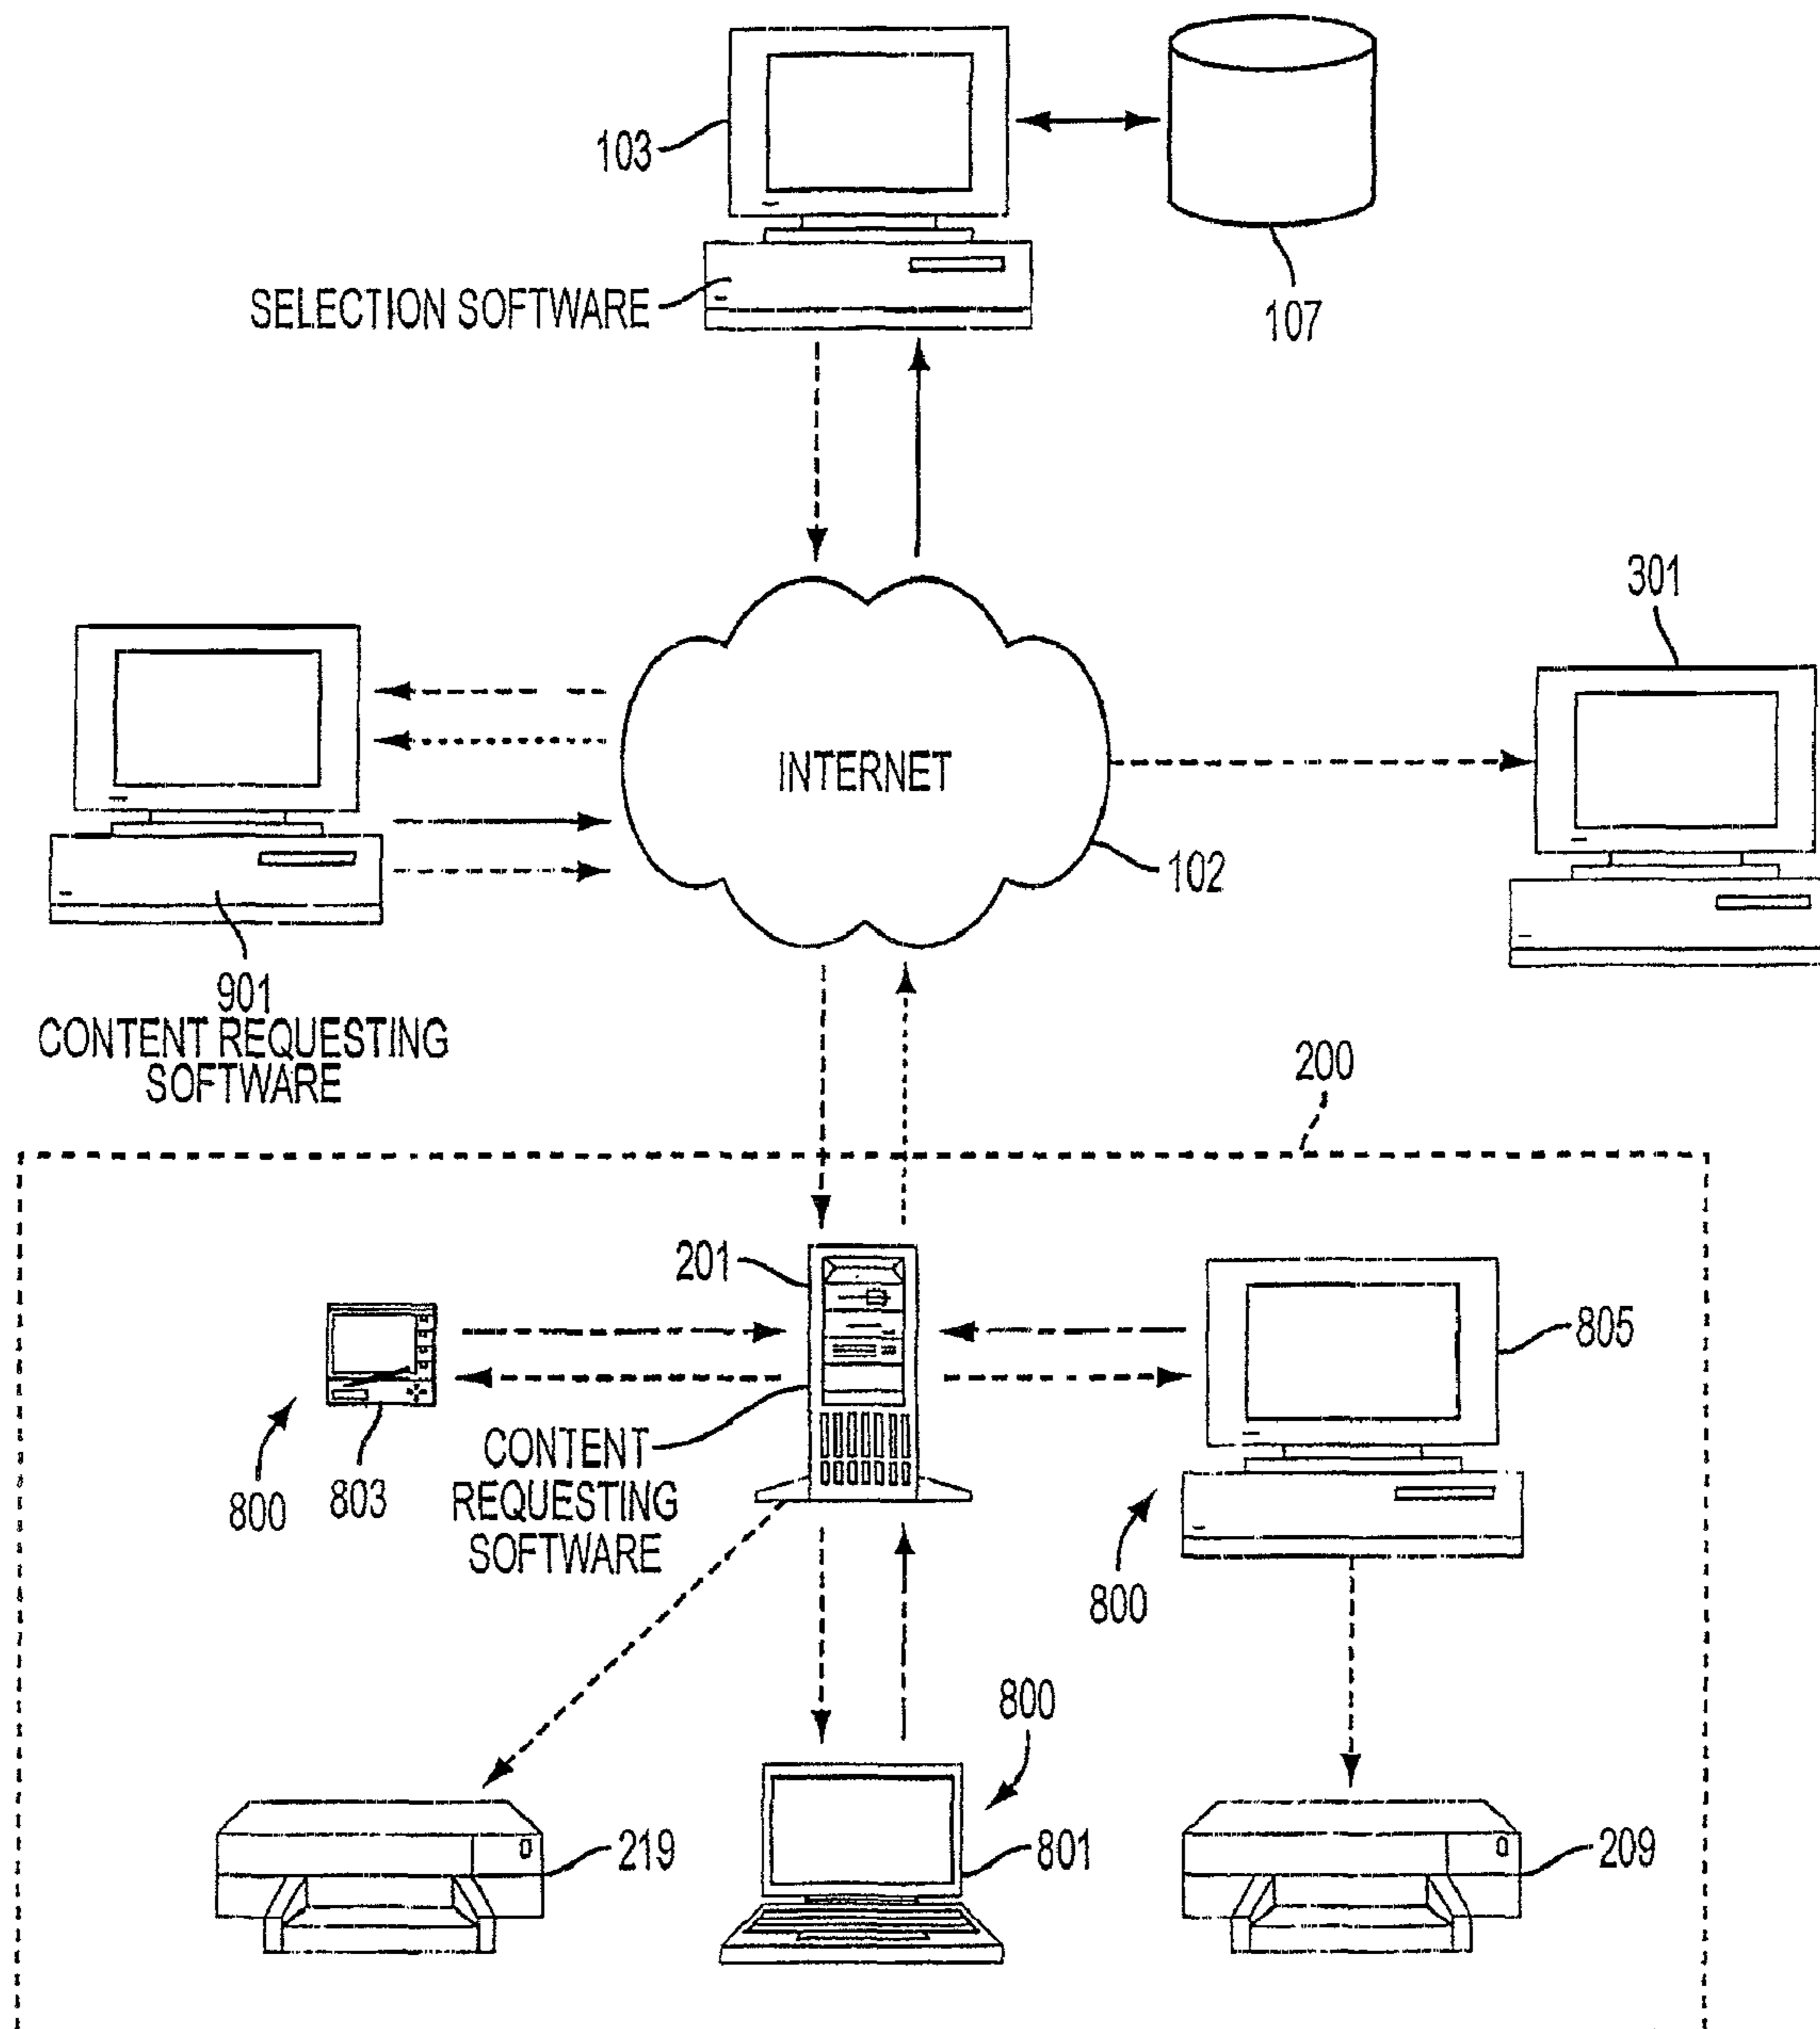 103
107
SELECTION SOFTWARE
301
INTERNET
102
901
CONTENT REQUESTING
SOFTWARE
200
201
805
CONTENT
REQUESTING
SOFTWARE
800
803
800
800
219
801
209